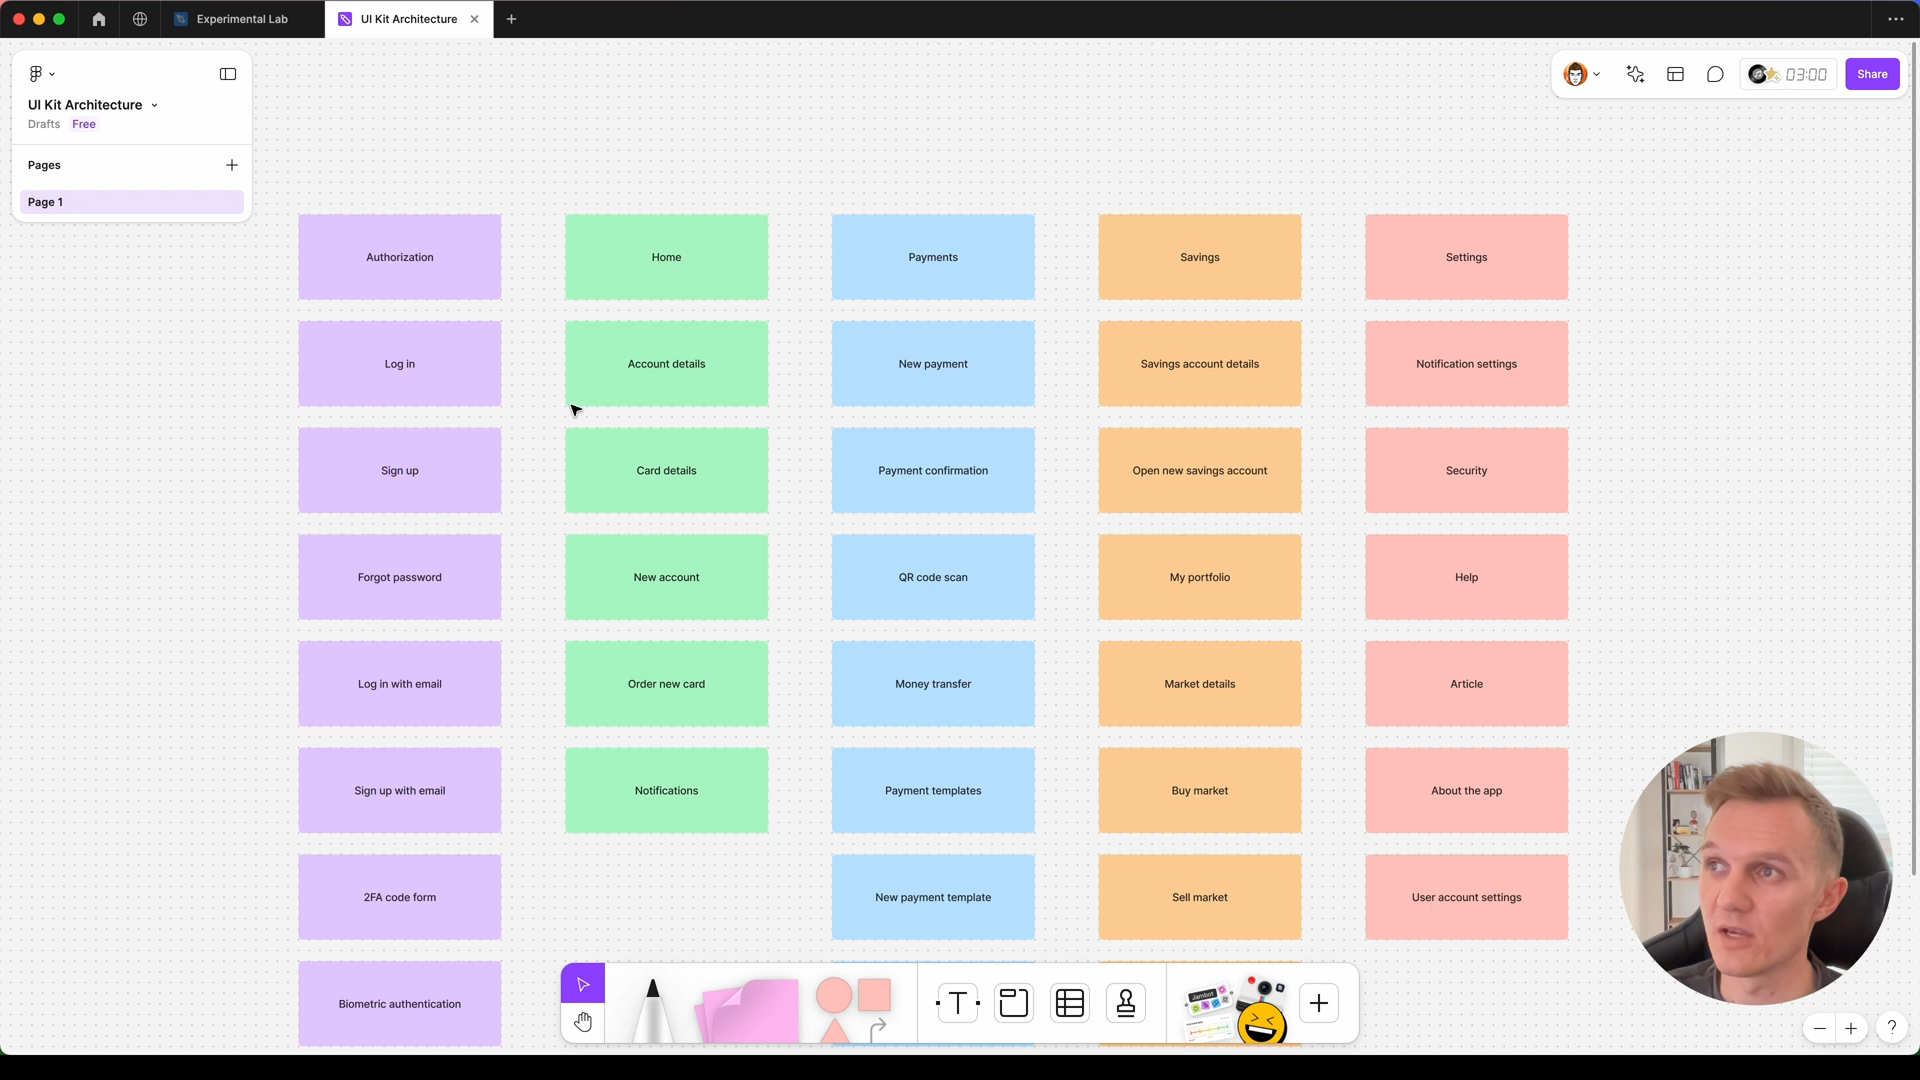 Experimental Lab
UI Kit Architecture
UI Kit Architecture
Drafts Free
Pages
Page 1
03:00
Share
Authorization
Home
Payments
Savings
Settings
Log in
Account details
New payment
Savings account details
Notification settings
Sign up
Card details
Payment confirmation
Open new savings account
Security
Forgot password
New account
QR code scan
My portfolio
Help
Log in with email
Order new card
Money transfer
Market details
Article
Sign up with email
Notifications
Payment templates
Buy market
About the app
2FA code form
New payment template
Sell market
User account settings
Biometric authentication
T
Jambot
?